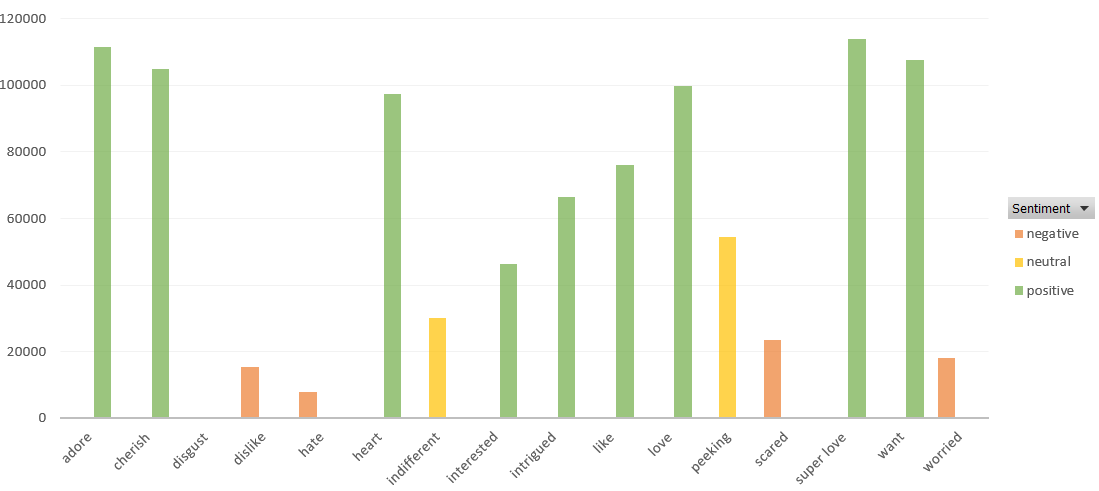 120000
100000
80000
60000
40000
20000
0
adore
cherish
disgust
dislike
hate
heart
indifferent
interested
intrigued
like
love
peeking
scared
super love
want
worried
Sentiment
negative
neutral
positive